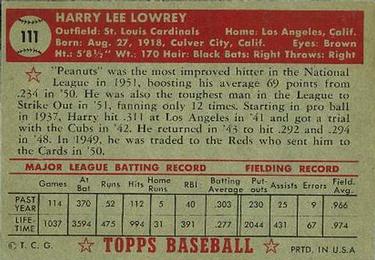 111
HARRY LEE LOWREY
Outfield: St. Louis Cardinals Home: Los Angeles, Calif.
Born: Aug. 27, 1918, Culver City, Calif. Eyes: Brown
Ht.: 5'8½" Wt.: 170 Hair: Black Bats: Right Throws: Right
"Peanuts" was the most improved hitter in the National
League in 1951, boosting his average 69 points from
.234 in '50. He was also the toughest man in the League to
Strike Out in '51, fanning only 12 times. Starting in pro ball
in 1937, Harry hit .311 at Los Angeles in '41 and got a trial
with the Cubs in '42. He returned in '43 to hit .292 and .294
in '48. In 1949, he was traded to the Reds who sent him to
the Cards in '50.
MAJOR LEAGUE BATTING RECORD FIELDING RECORD
Games At Bat Runs Hits Home Runs RBI Batting Average Put-outs Assists Errors Field. Avg.
PAST YEAR 114 370 52 112 5 40 .303 210 31 9 .966
LIFE-TIME 1037 3594 475 994 31 391 .277 2044 431 67 .974
© T. C. G. TOPPS BASEBALL PRTD. IN U.S.A.